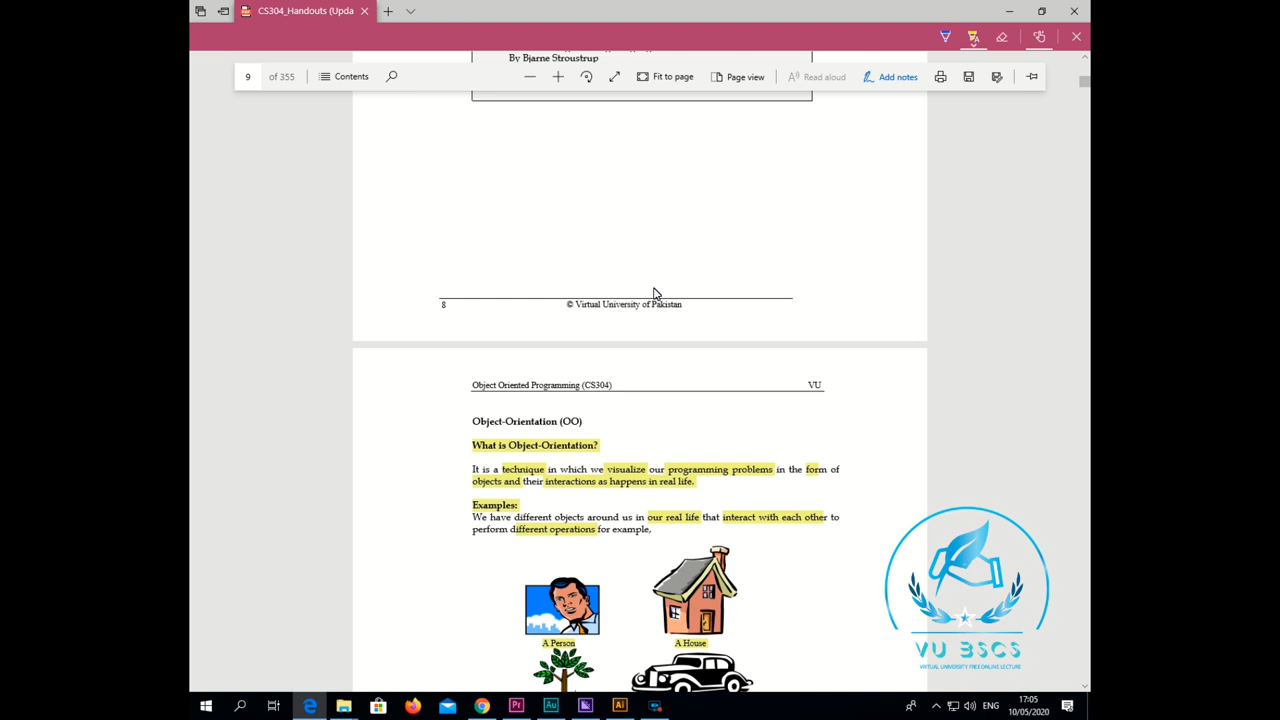 CS304_Handouts (Upda
By Bjarne Stroustrup
9 of 355 Contents Fit to page Page view Read aloud Add notes
8 © Virtual University of Pakistan
Object Oriented Programming (CS304) VU
Object-Orientation (OO)
What is Object-Orientation?
It is a technique in which we visualize our programming problems in the form of
objects and their interactions as happens in real life.
Examples:
We have different objects around us in our real life that interact with each other to
perform different operations for example,
A Person A House
VU BSCS
VIRTUAL UNIVERSITY FREE ONLINE LECTURE
Pr Au Ai ENG 17:05
10/05/2020